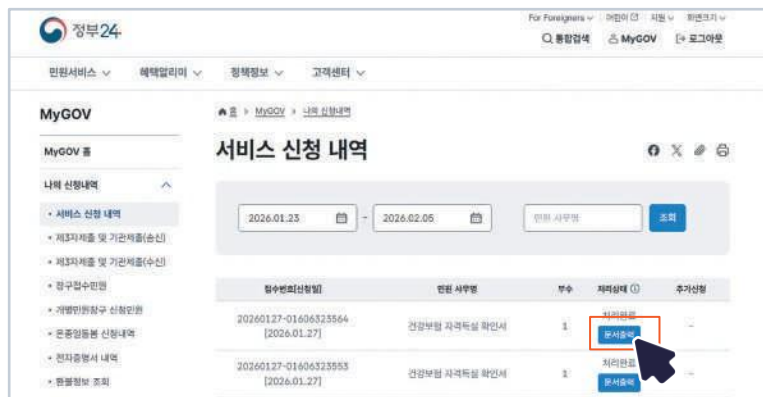 정부24
For Foreigners 어린이 지원 화면크기
통합검색 MyGOV 로그아웃
민원서비스 혜택알리미 정책정보 고객센터
MyGOV
홈 > MyGOV > 나의 신청내역
MyGOV 홈
서비스 신청 내역
나의 신청내역
• 서비스 신청 내역
2026.01.23 - 2026.02.05 민원 사무명 조회
• 제3자제출 및 기관제출(송신)
• 제3자제출 및 기관제출(수신)
• 창구접수민원
접수번호[신청일] 민원 사무명 부수 처리상태 추가신청
• 개별민원창구 신청민원
20260127-01606323564 건강보험 자격득실 확인서 1 처리완료 -
[2026.01.27] 문서출력
• 온종일돌봄 신청내역
• 전자증명서 내역
20260127-01606323553 건강보험 자격득실 확인서 1 처리완료 -
[2026.01.27] 문서출력
• 환불정보 조회